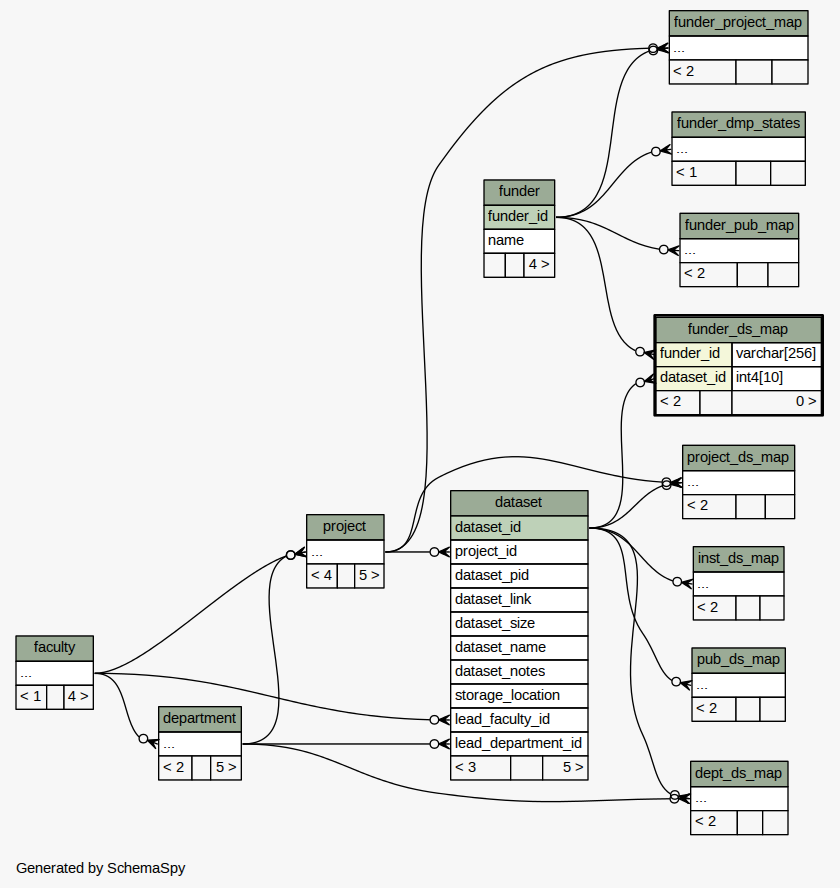 funder_project_map
...
< 2
funder_dmp_states
...
< 1
funder
funder_id
name
4 >
funder_pub_map
...
< 2
funder_ds_map
funder_id varchar[256]
dataset_id int4[10]
< 2 0 >
project_ds_map
...
< 2
dataset
dataset_id
project_id
dataset_pid
dataset_link
dataset_size
dataset_name
dataset_notes
storage_location
lead_faculty_id
lead_department_id
< 3 5 >
project
...
< 4 5 >
inst_ds_map
...
< 2
faculty
...
< 1 4 >
pub_ds_map
...
< 2
department
...
< 2 5 >
dept_ds_map
...
< 2
Generated by SchemaSpy